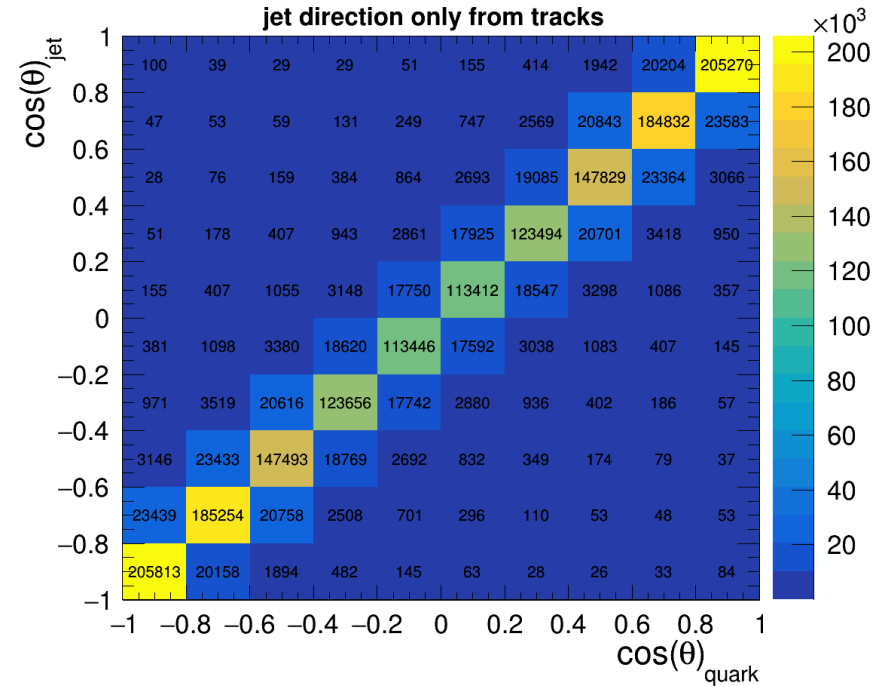 jet direction only from tracks
×10³
cos(θ)jet
1 100 39 29 29 51 155 414 1942 20204 205270 200
0.8 180
0.6 47 53 59 131 249 747 2569 20843 184832 23583 160
28 76 159 384 864 2693 19085 147829 23364 3066
0.4 140
51 178 407 943 2861 17925 123494 20701 3418 950
0.2 120
155 407 1055 3148 17750 113412 18547 3298 1086 357
0 100
381 1098 3380 18620 113446 17592 3038 1083 407 145
−0.2 80
971 3519 20616 123656 17742 2880 936 402 186 57
−0.4 60
3146 23433 147493 18769 2692 832 349 174 79 37
−0.6 40
23439 185254 20758 2508 701 296 110 53 48 53
−0.8 20
205813 20158 1894 482 145 63 28 26 33 84
−1
−1 −0.8 −0.6 −0.4 −0.2 0 0.2 0.4 0.6 0.8 1
cos(θ)quark